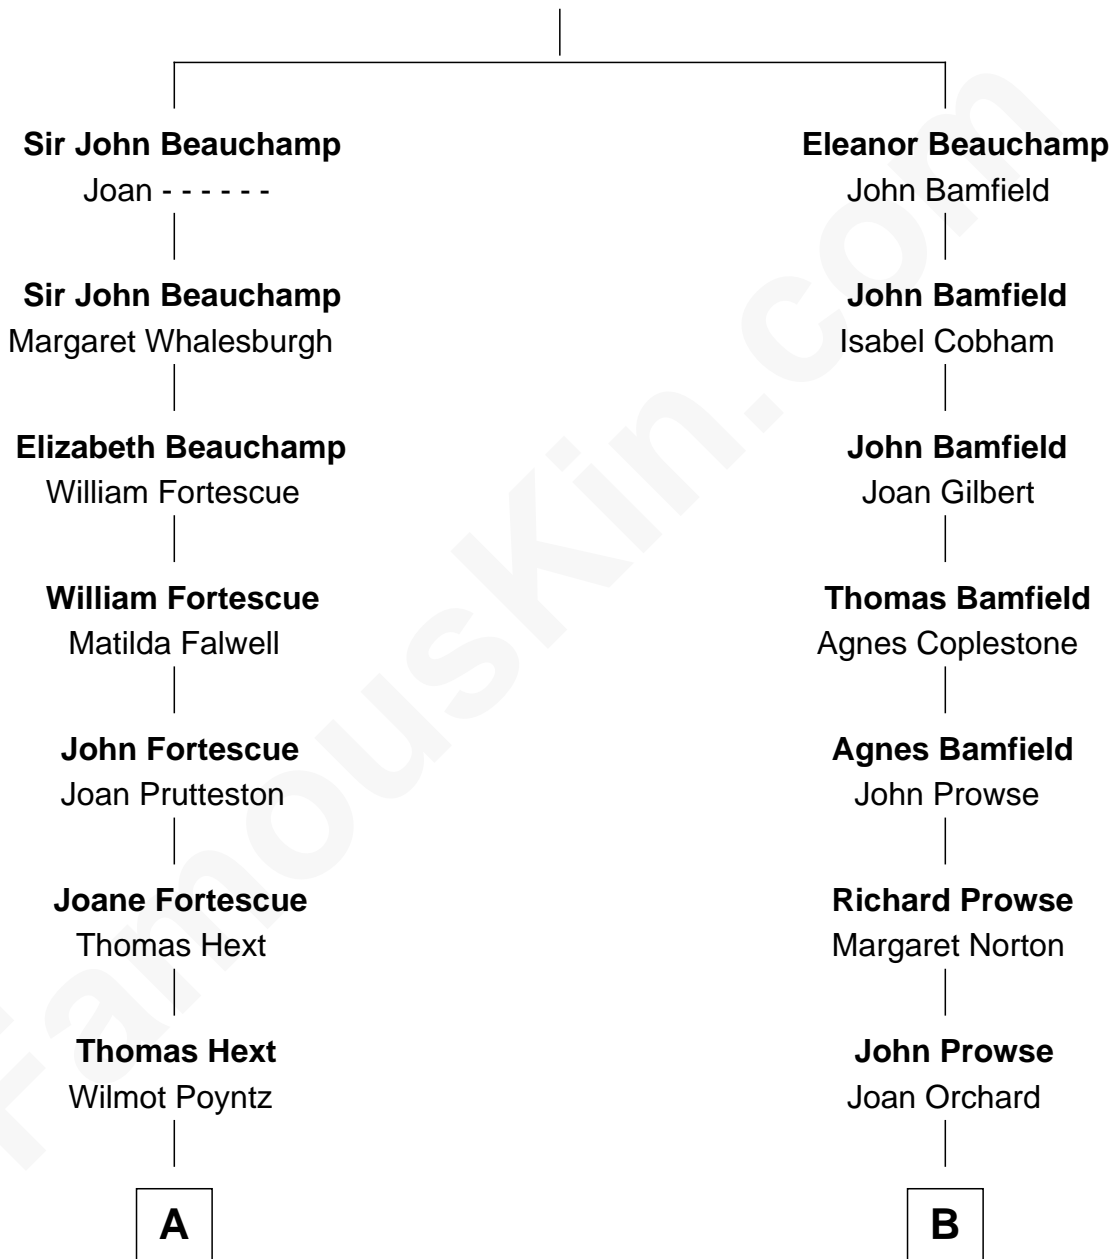 Sir John Beauchamp
Joan - - - - - -
Sir John Beauchamp
Margaret Whalesburgh
Elizabeth Beauchamp
William Fortescue
William Fortescue
Matilda Falwell
John Fortescue
Joan Prutteston
Joane Fortescue
Thomas Hext
Thomas Hext
Wilmot Poyntz
A
Eleanor Beauchamp
John Bamfield
John Bamfield
Isabel Cobham
John Bamfield
Joan Gilbert
Thomas Bamfield
Agnes Coplestone
Agnes Bamfield
John Prowse
Richard Prowse
Margaret Norton
John Prowse
Joan Orchard
B
FamousKin.com